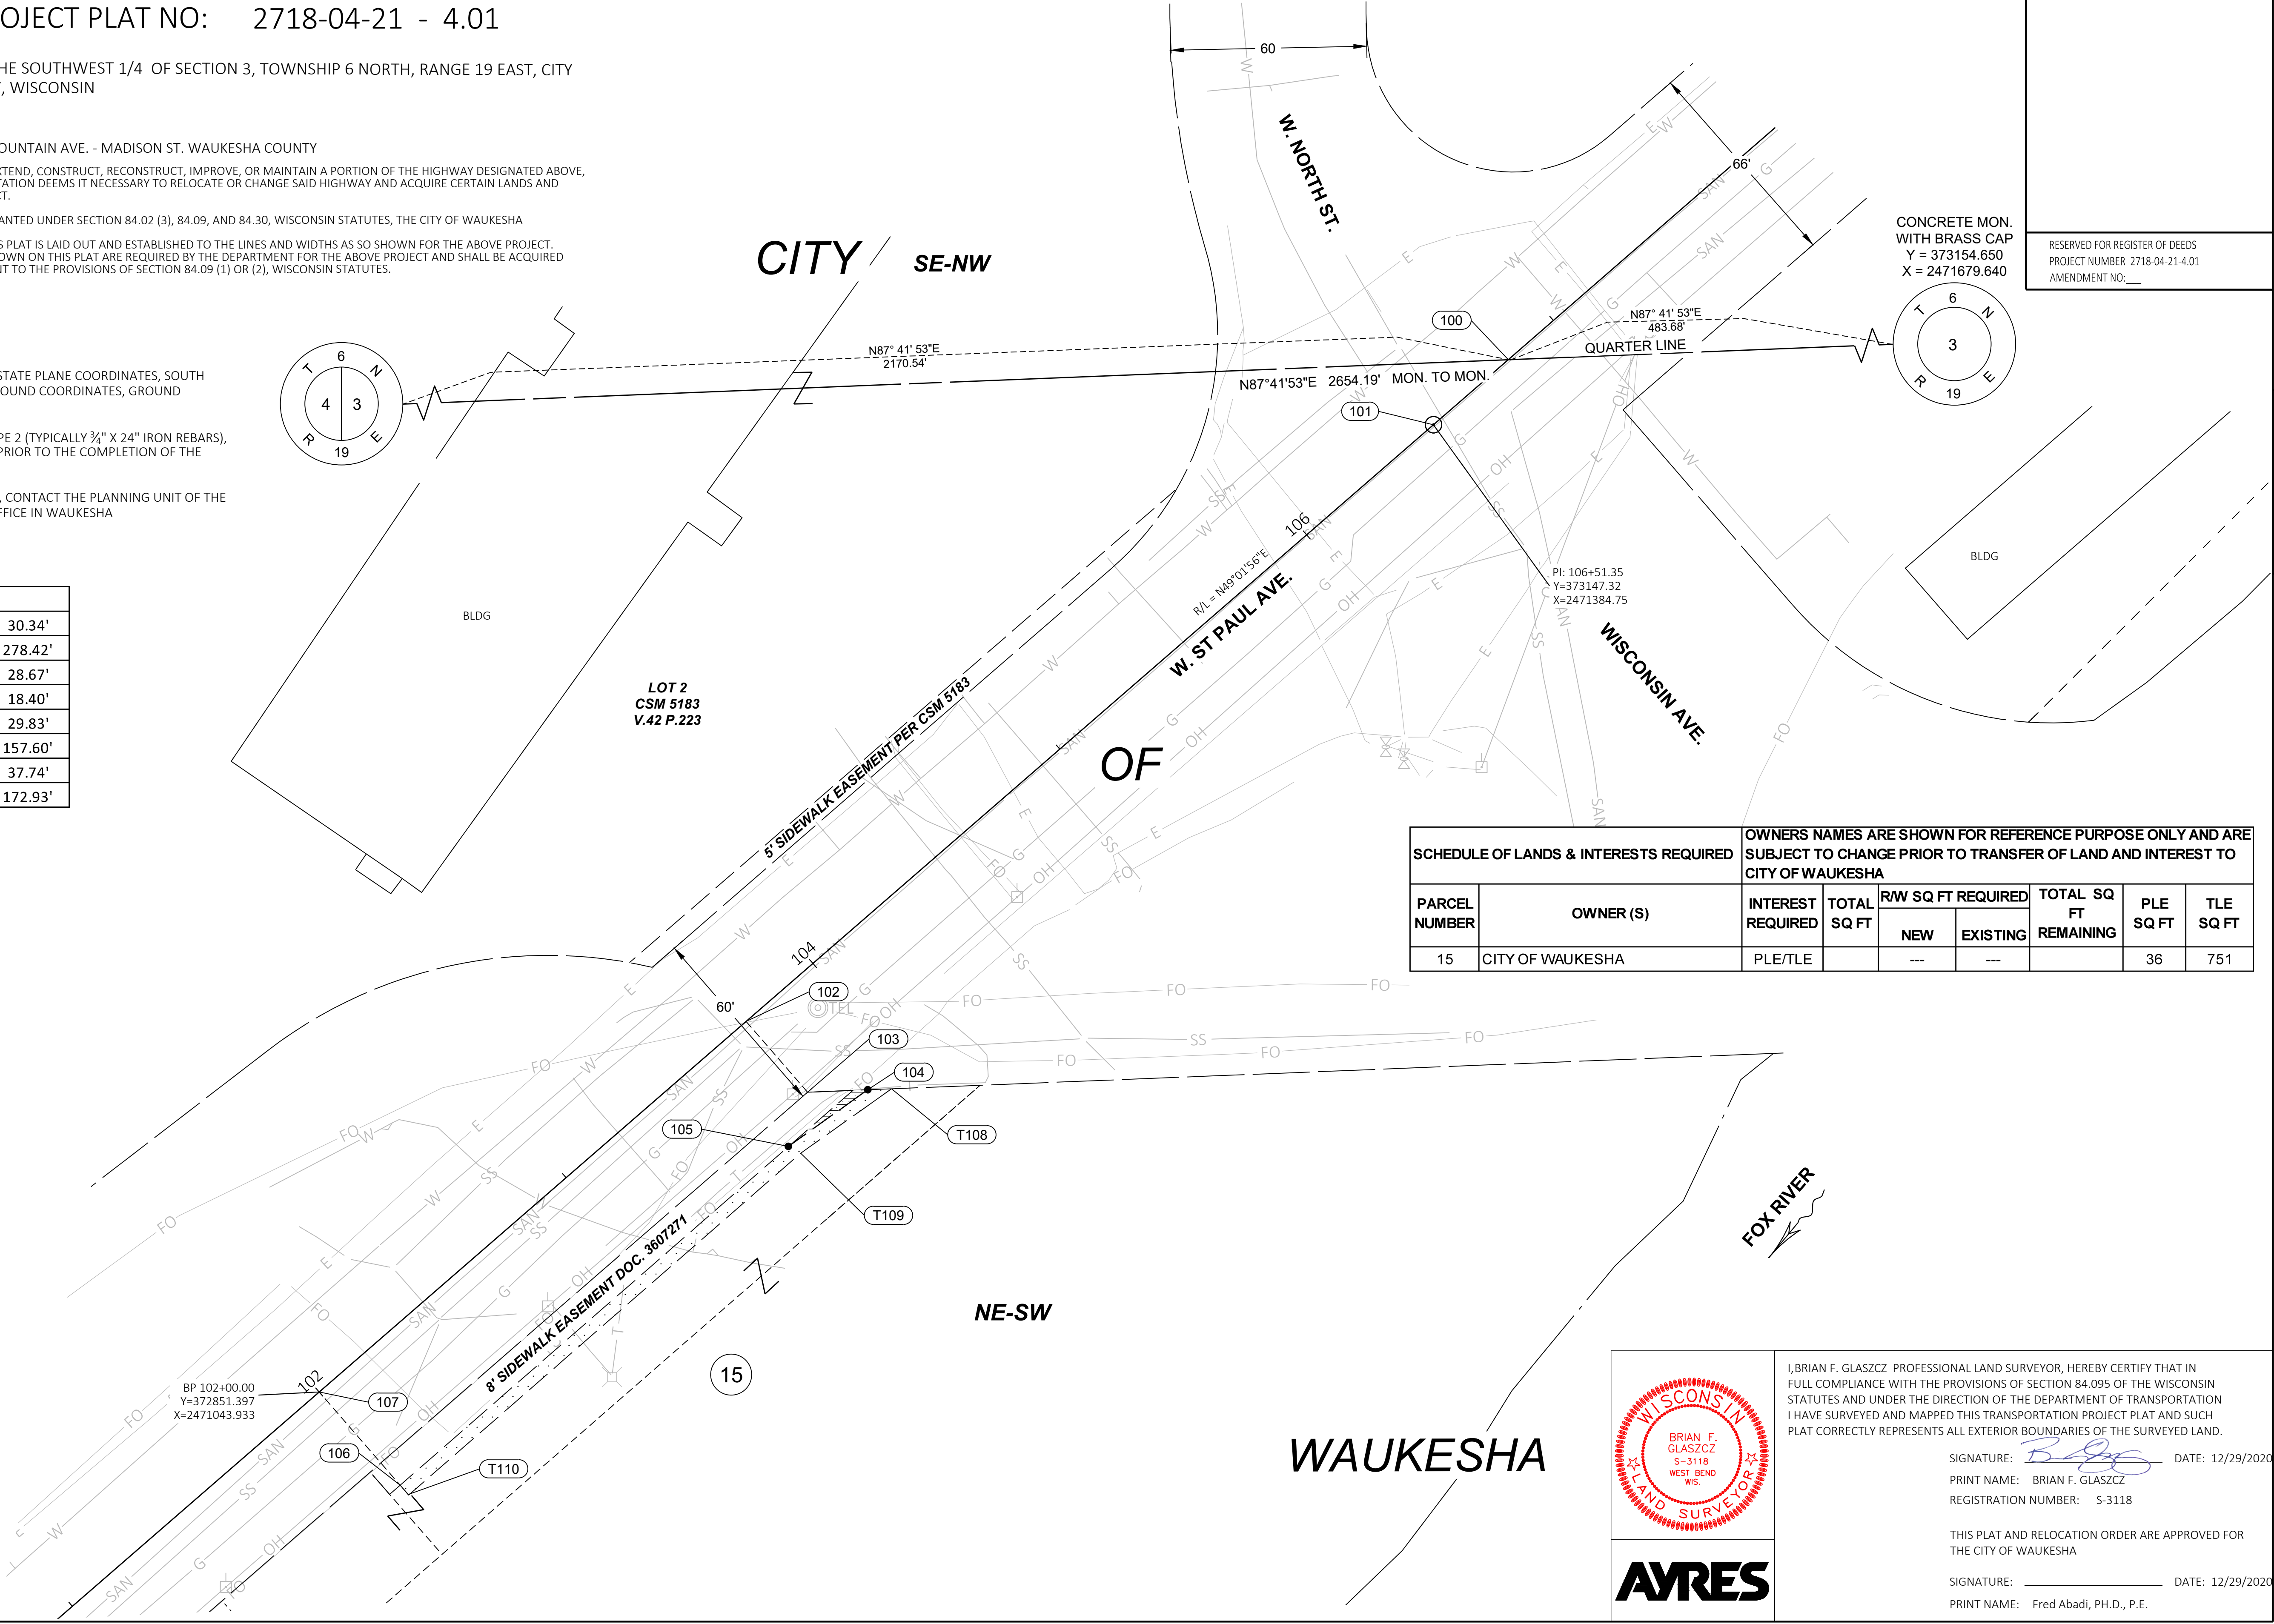 OJECT PLAT NO: 2718-04-21 - 4.01
HE SOUTHWEST 1/4 OF SECTION 3, TOWNSHIP 6 NORTH, RANGE 19 EAST, CITY
, WISCONSIN
OUNTAIN AVE. - MADISON ST. WAUKESHA COUNTY
XTEND, CONSTRUCT, RECONSTRUCT, IMPROVE, OR MAINTAIN A PORTION OF THE HIGHWAY DESIGNATED ABOVE,
TATION DEEMS IT NECESSARY TO RELOCATE OR CHANGE SAID HIGHWAY AND ACQUIRE CERTAIN LANDS AND
CT.
ANTED UNDER SECTION 84.02 (3), 84.09, AND 84.30, WISCONSIN STATUTES, THE CITY OF WAUKESHA
S PLAT IS LAID OUT AND ESTABLISHED TO THE LINES AND WIDTHS AS SO SHOWN FOR THE ABOVE PROJECT.
OWN ON THIS PLAT ARE REQUIRED BY THE DEPARTMENT FOR THE ABOVE PROJECT AND SHALL BE ACQUIRED
NT TO THE PROVISIONS OF SECTION 84.09 (1) OR (2), WISCONSIN STATUTES.
STATE PLANE COORDINATES, SOUTH
OUND COORDINATES, GROUND
PE 2 (TYPICALLY ¾" X 24" IRON REBARS),
PRIOR TO THE COMPLETION OF THE
, CONTACT THE PLANNING UNIT OF THE
FFICE IN WAUKESHA
30.34'
278.42'
28.67'
18.40'
29.83'
157.60'
37.74'
172.93'
CITY
SE-NW
60
W. NORTH ST.
66'
CONCRETE MON.
WITH BRASS CAP
Y = 373154.650
X = 2471679.640
T 6 N
3
R 19 E
RESERVED FOR REGISTER OF DEEDS
PROJECT NUMBER 2718-04-21-4.01
AMENDMENT NO:___
T 6 N
4 3
R 19 E
N87° 41' 53"E
2170.54'
100
N87° 41' 53"E
483.68'
QUARTER LINE
N87°41'53"E 2654.19' MON. TO MON.
101
106
R/L = N49°01'56"E
W. ST PAUL AVE.
PI: 106+51.35
Y=373147.32
X=2471384.75
WISCONSIN AVE.
BLDG
BLDG
LOT 2
CSM 5183
V.42 P.223
5' SIDEWALK EASEMENT PER CSM 5183
OF
SCHEDULE OF LANDS & INTERESTS REQUIRED
OWNERS NAMES ARE SHOWN FOR REFERENCE PURPOSE ONLY AND ARE
SUBJECT TO CHANGE PRIOR TO TRANSFER OF LAND AND INTEREST TO
CITY OF WAUKESHA
PARCEL NUMBER
OWNER (S)
INTEREST REQUIRED
TOTAL SQ FT
R/W SQ FT REQUIRED
NEW
EXISTING
TOTAL SQ FT REMAINING
PLE SQ FT
TLE SQ FT
15 CITY OF WAUKESHA PLE/TLE --- --- 36 751
104
60'
102
TEL
103
104
105
T108
T109
8' SIDEWALK EASEMENT DOC. 3607271
NE-SW
15
FOX RIVER
102
BP 102+00.00
Y=372851.397
X=2471043.933
107
106
T110
WAUKESHA
WISCONSIN
BRIAN F.
GLASZCZ
S-3118
WEST BEND
WIS.
LAND SURVEYOR
AYRES
I,BRIAN F. GLASZCZ PROFESSIONAL LAND SURVEYOR, HEREBY CERTIFY THAT IN
FULL COMPLIANCE WITH THE PROVISIONS OF SECTION 84.095 OF THE WISCONSIN
STATUTES AND UNDER THE DIRECTION OF THE DEPARTMENT OF TRANSPORTATION
I HAVE SURVEYED AND MAPPED THIS TRANSPORTATION PROJECT PLAT AND SUCH
PLAT CORRECTLY REPRESENTS ALL EXTERIOR BOUNDARIES OF THE SURVEYED LAND.
SIGNATURE: DATE: 12/29/2020
PRINT NAME: BRIAN F. GLASZCZ
REGISTRATION NUMBER: S-3118
THIS PLAT AND RELOCATION ORDER ARE APPROVED FOR
THE CITY OF WAUKESHA
SIGNATURE: DATE: 12/29/2020
PRINT NAME: Fred Abadi, PH.D., P.E.